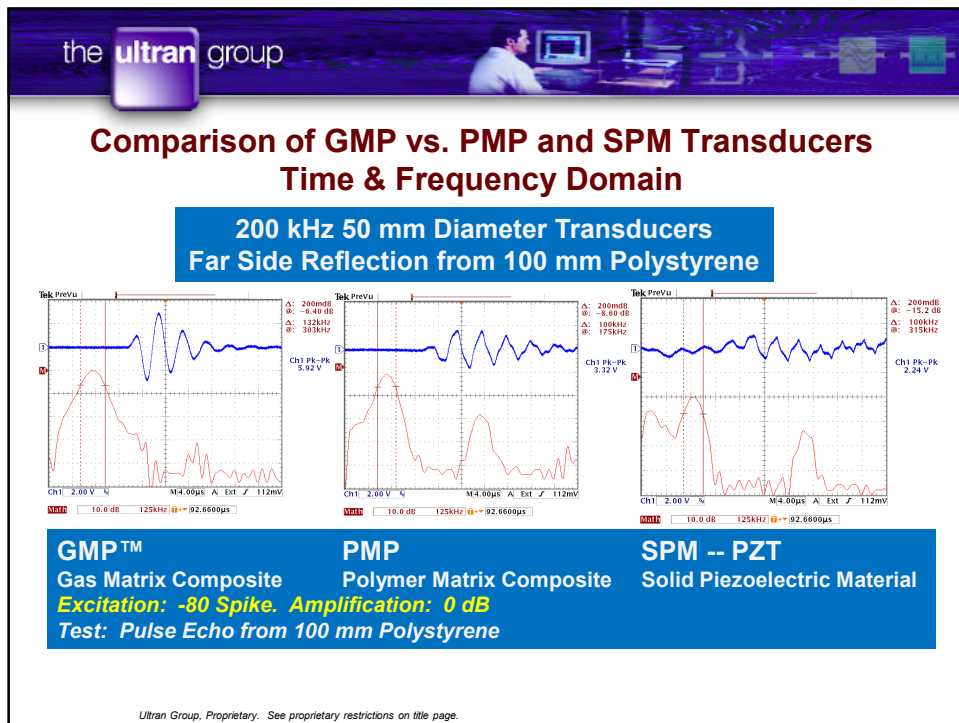 the ultran group
Comparison of GMP vs. PMP and SPM Transducers
Time & Frequency Domain
200 kHz 50 mm Diameter Transducers
Far Side Reflection from 100 mm Polystyrene
Tek PreVu
Δ: 200mdB
@: -6.40 dB
Δ: 132kHz
@: 303kHz
Ch1 Pk-Pk
5.92 V
1
M
Ch1 2.00 V
M 4.00µs A Ext 112mV
Math 10.0 dB 125kHz 92.6600µs
Tek PreVu
Δ: 200mdB
@: -8.60 dB
Δ: 100kHz
@: 175kHz
Ch1 Pk-Pk
3.32 V
1
M
Ch1 2.00 V
M 4.00µs A Ext 112mV
Math 10.0 dB 125kHz 92.6600µs
Tek PreVu
Δ: 200mdB
@: -15.2 dB
Δ: 100kHz
@: 315kHz
Ch1 Pk-Pk
2.24 V
1
M
Ch1 2.00 V
M 4.00µs A Ext 112mV
Math 10.0 dB 125kHz 92.6600µs
GMP™
Gas Matrix Composite
PMP
Polymer Matrix Composite
SPM -- PZT
Solid Piezoelectric Material
Excitation: -80 Spike. Amplification: 0 dB
Test: Pulse Echo from 100 mm Polystyrene
Ultran Group, Proprietary. See proprietary restrictions on title page.